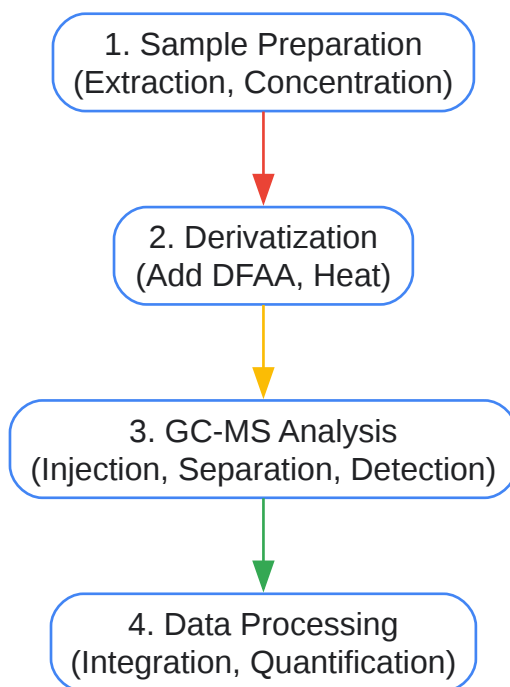 1. Sample Preparation
(Extraction, Concentration)
2. Derivatization
(Add DFAA, Heat)
3. GC-MS Analysis
(Injection, Separation, Detection)
4. Data Processing
(Integration, Quantification)